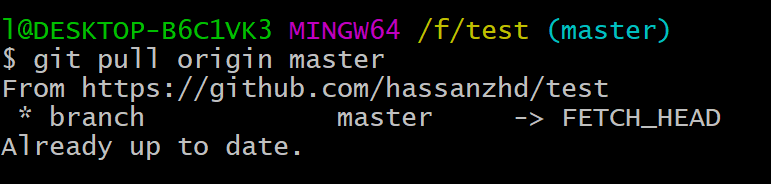 l@DESKTOP-B6C1VK3 MINGW64 /f/test (master)
$ git pull origin master
From https://github.com/hassanzhd/test
 * branch            master     -> FETCH_HEAD
Already up to date.